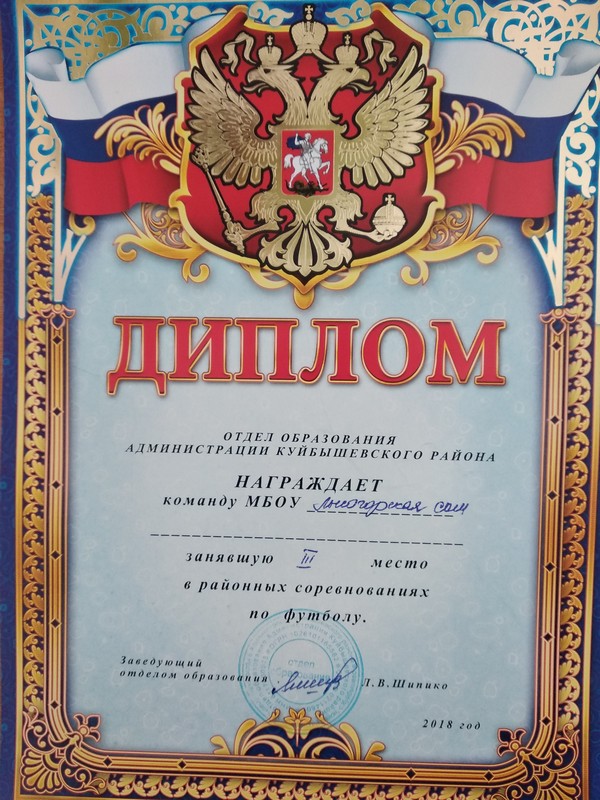 ДИПЛОМ
ОТДЕЛ ОБРАЗОВАНИЯ
АДМИНИСТРАЦИИ КУЙБЫШЕВСКОГО РАЙОНА
НАГРАЖДАЕТ
команду МБОУ Лысогорская сош
занявшую III место
в районных соревнованиях
по футболу.
Заведующий
отделом образования Л.В.Шипико
2018 год